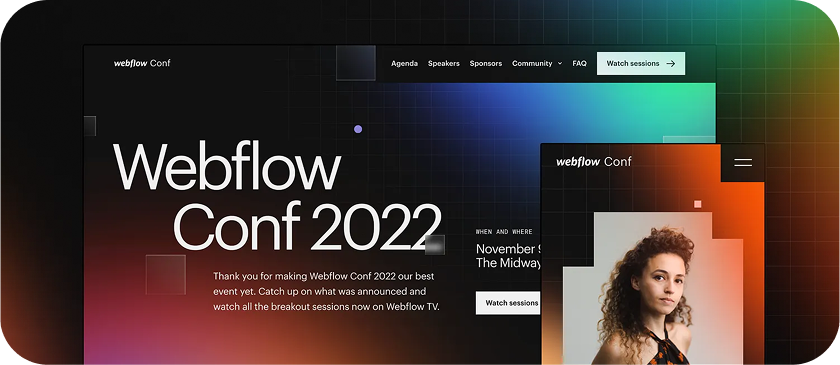 webflow Conf
Agenda Speakers Sponsors Community FAQ Watch sessions
Webflow
Conf 2022
Thank you for making Webflow Conf 2022 our best
event yet. Catch up on what was announced and
watch all the breakout sessions now on Webflow TV.
WHEN AND WHERE
November
The Midway
Watch sessions
webflow Conf